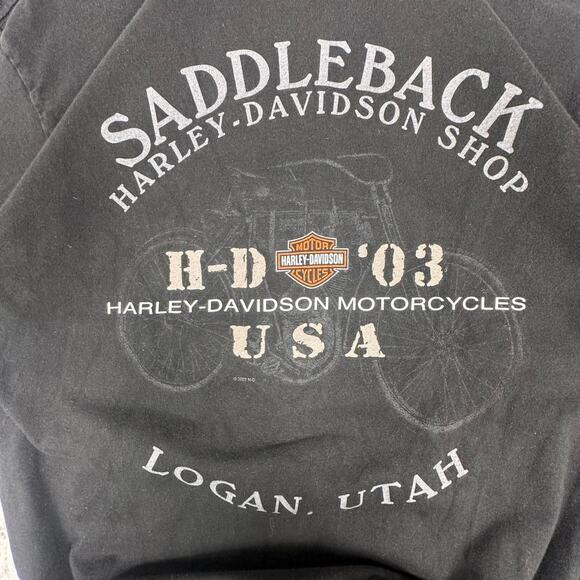 SADDLEBACK
HARLEY-DAVIDSON SHOP
H-D MOTOR HARLEY-DAVIDSON CYCLES '03
HARLEY-DAVIDSON MOTORCYCLES
USA
LOGAN, UTAH